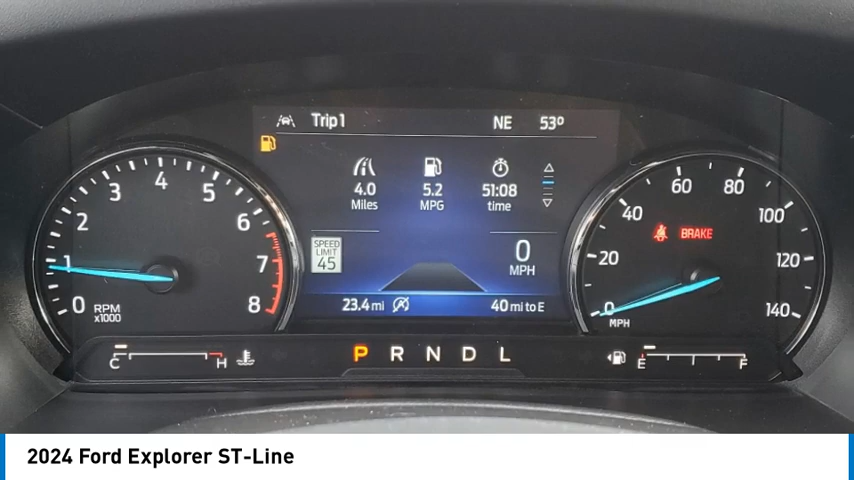 Trip 1 NE 53°
4.0 5.2 51:08
Miles MPG time
SPEED
LIMIT
45
0
MPH
23.4 mi 40 mi to E
0 1 2 3 4 5 6 7 8
RPM
x1000
0 20 40 60 80 100 120 140
BRAKE
MPH
C H P R N D L E F
2024 Ford Explorer ST-Line